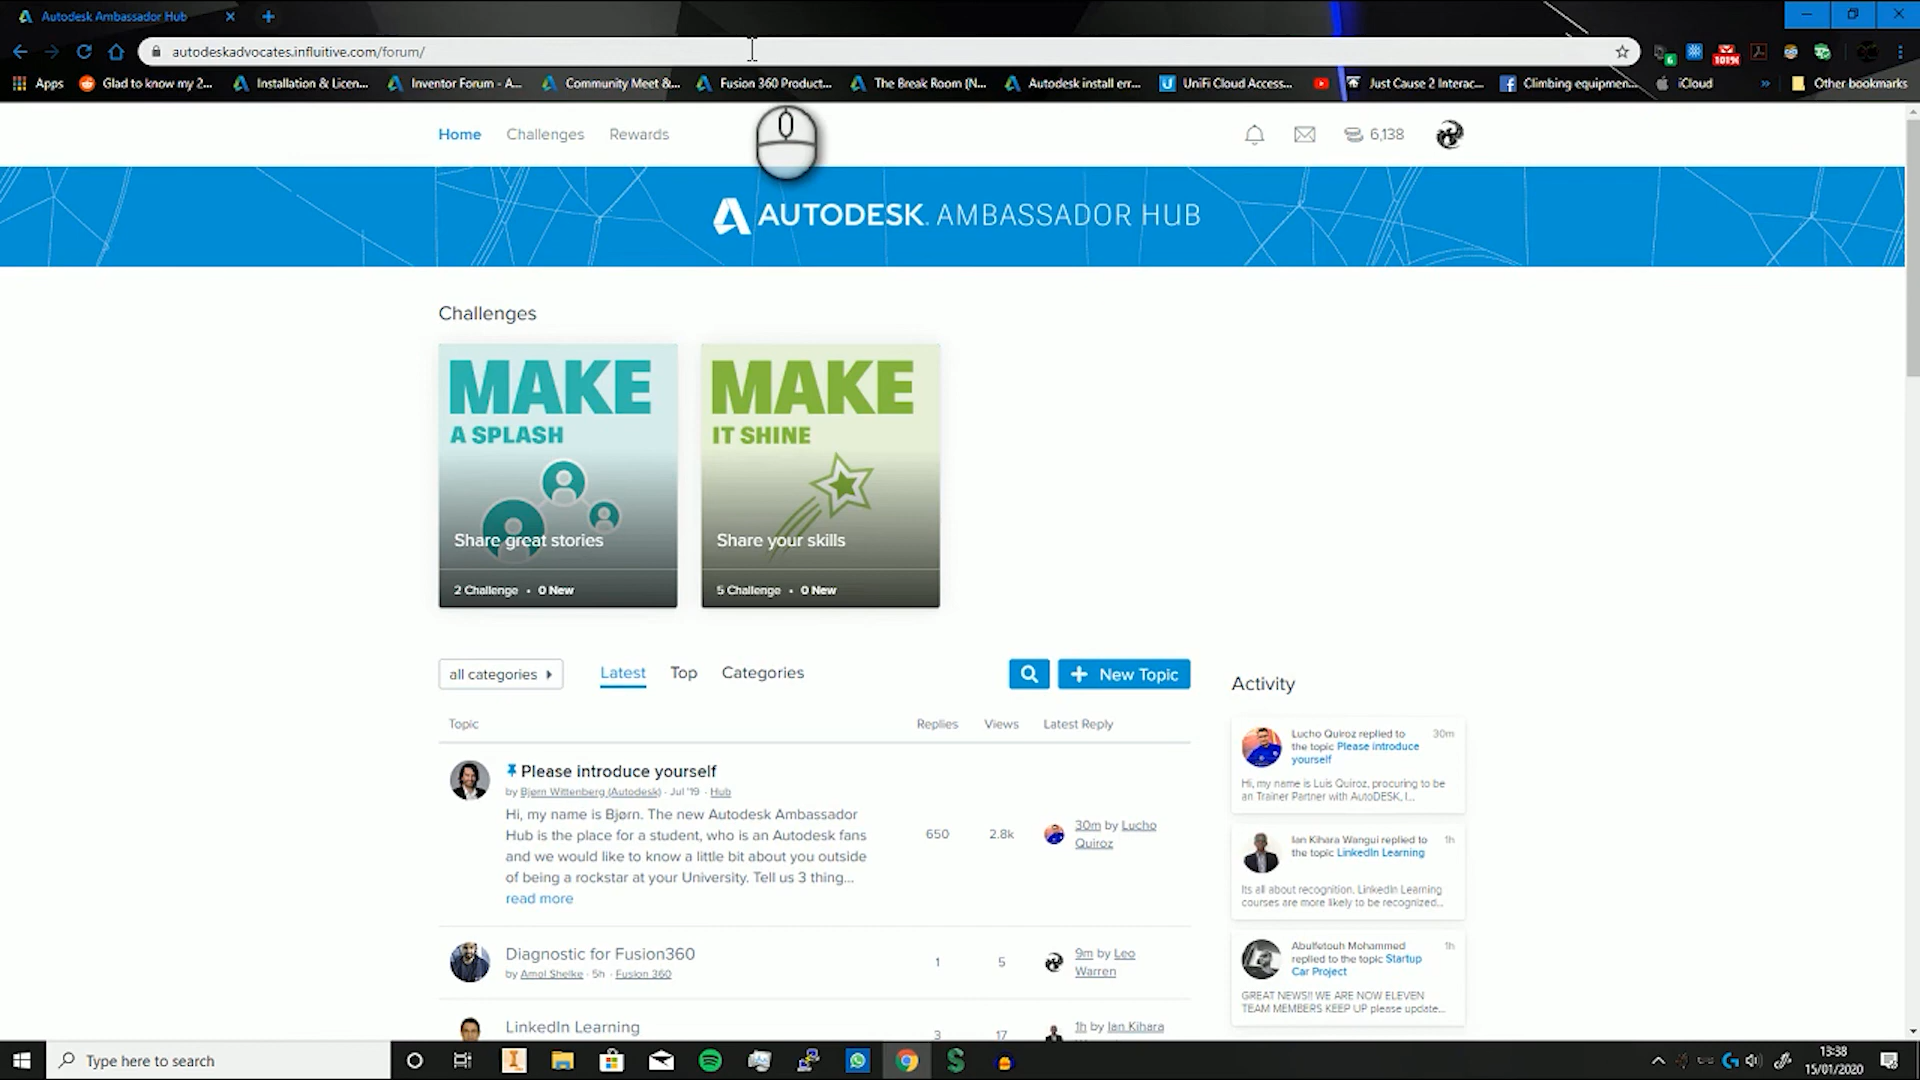 Autodesk Ambassador Hub
autodeskadvocates.influitive.com/forum/
6
101%
Apps
Glad to know my 2...
Installation & Licen...
Inventor Forum - A...
Community Meet &...
Fusion 360 Product...
The Break Room (N...
Autodesk install err...
UniFi Cloud Access...
Just Cause 2 Interac...
Climbing equipmen...
iCloud
Other bookmarks
Home
Challenges
Rewards
6,138
AUTODESK. AMBASSADOR HUB
Challenges
MAKE
A SPLASH
Share great stories
2 Challenge • 0 New
MAKE
IT SHINE
Share your skills
5 Challenge • 0 New
all categories
Latest
Top
Categories
New Topic
Topic
Replies
Views
Latest Reply
Please introduce yourself
by Bjørn Wittenberg (Autodesk) · Jul '19 · Hub
Hi, my name is Bjørn. The new Autodesk Ambassador
Hub is the place for a student, who is an Autodesk fans
and we would like to know a little bit about you outside
of being a rockstar at your University. Tell us 3 thing...
read more
650
2.8k
30m by Lucho
Quiroz
Diagnostic for Fusion360
by Amol Shelke · 5h · Fusion 360
1
5
9m by Leo
Warren
LinkedIn Learning
3
17
1h by Ian Kihara
Activity
Lucho Quiroz replied to
the topic Please introduce
yourself
30m
Hi, my name is Luis Quiroz, procuring to be
an Trainer Partner with AutoDESK, I...
Ian Kihara Wangui replied to
the topic LinkedIn Learning
1h
Its all about recognition. LinkedIn Learning
courses are more likely to be recognized...
Abulfetouh Mohammed
replied to the topic Startup
Car Project
1h
GREAT NEWS!! WE ARE NOW ELEVEN
TEAM MEMBERS KEEP UP please update...
Type here to search
13:38
15/01/2020